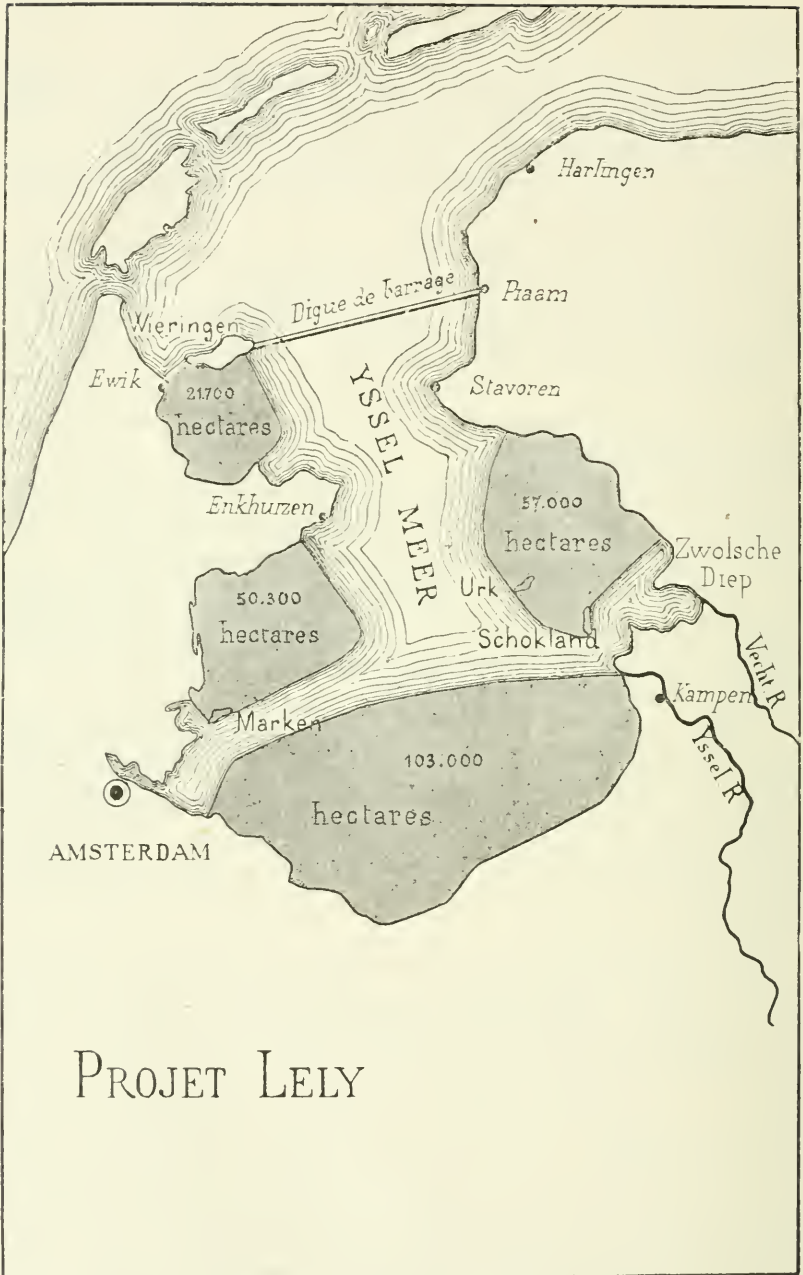 Harlingen
Digue de barrage
Piaam
Wieringen
Ewik
21.700
hectares
Stavoren
YSSEL MEER
Enkhuizen
57.000
hectares
Zwolsche
Diep
50.300
hectares
Urk
Schokland
Vecht. R
Kampen
Marken
Yssel R
103.000
hectares
AMSTERDAM
PROJET LELY